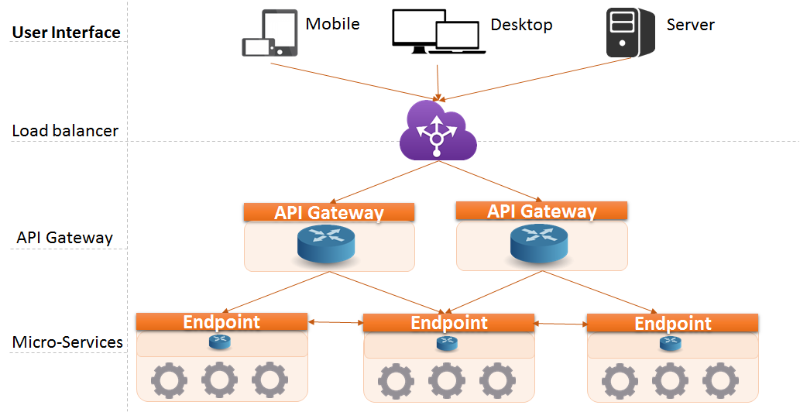 User Interface
Mobile
Desktop
Server
Load balancer
API Gateway
API Gateway
API Gateway
Endpoint
Endpoint
Endpoint
Micro-Services